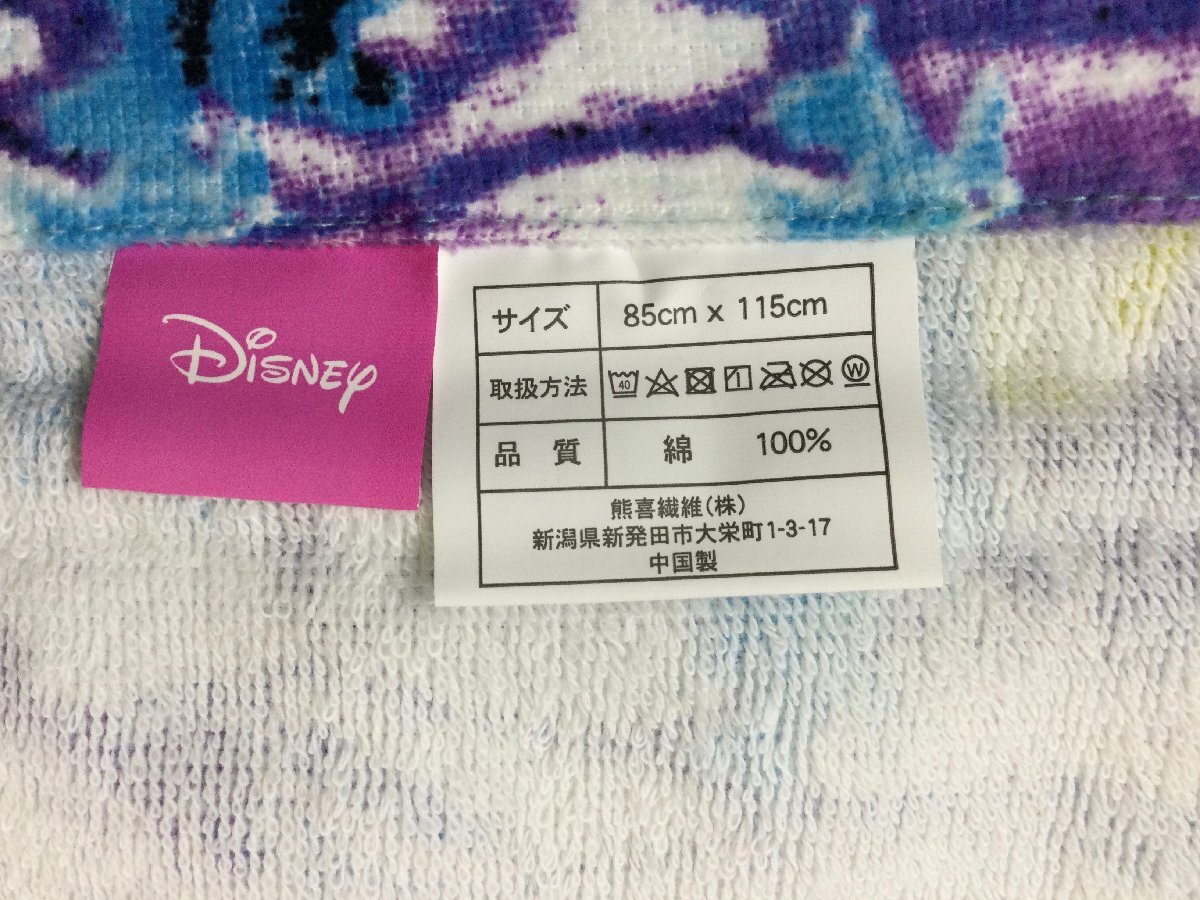 Disney
サイズ 85cm x 115cm
取扱方法 40 W
品 質 綿 100%
熊喜繊維(株)
新潟県新発田市大栄町1-3-17
中国製